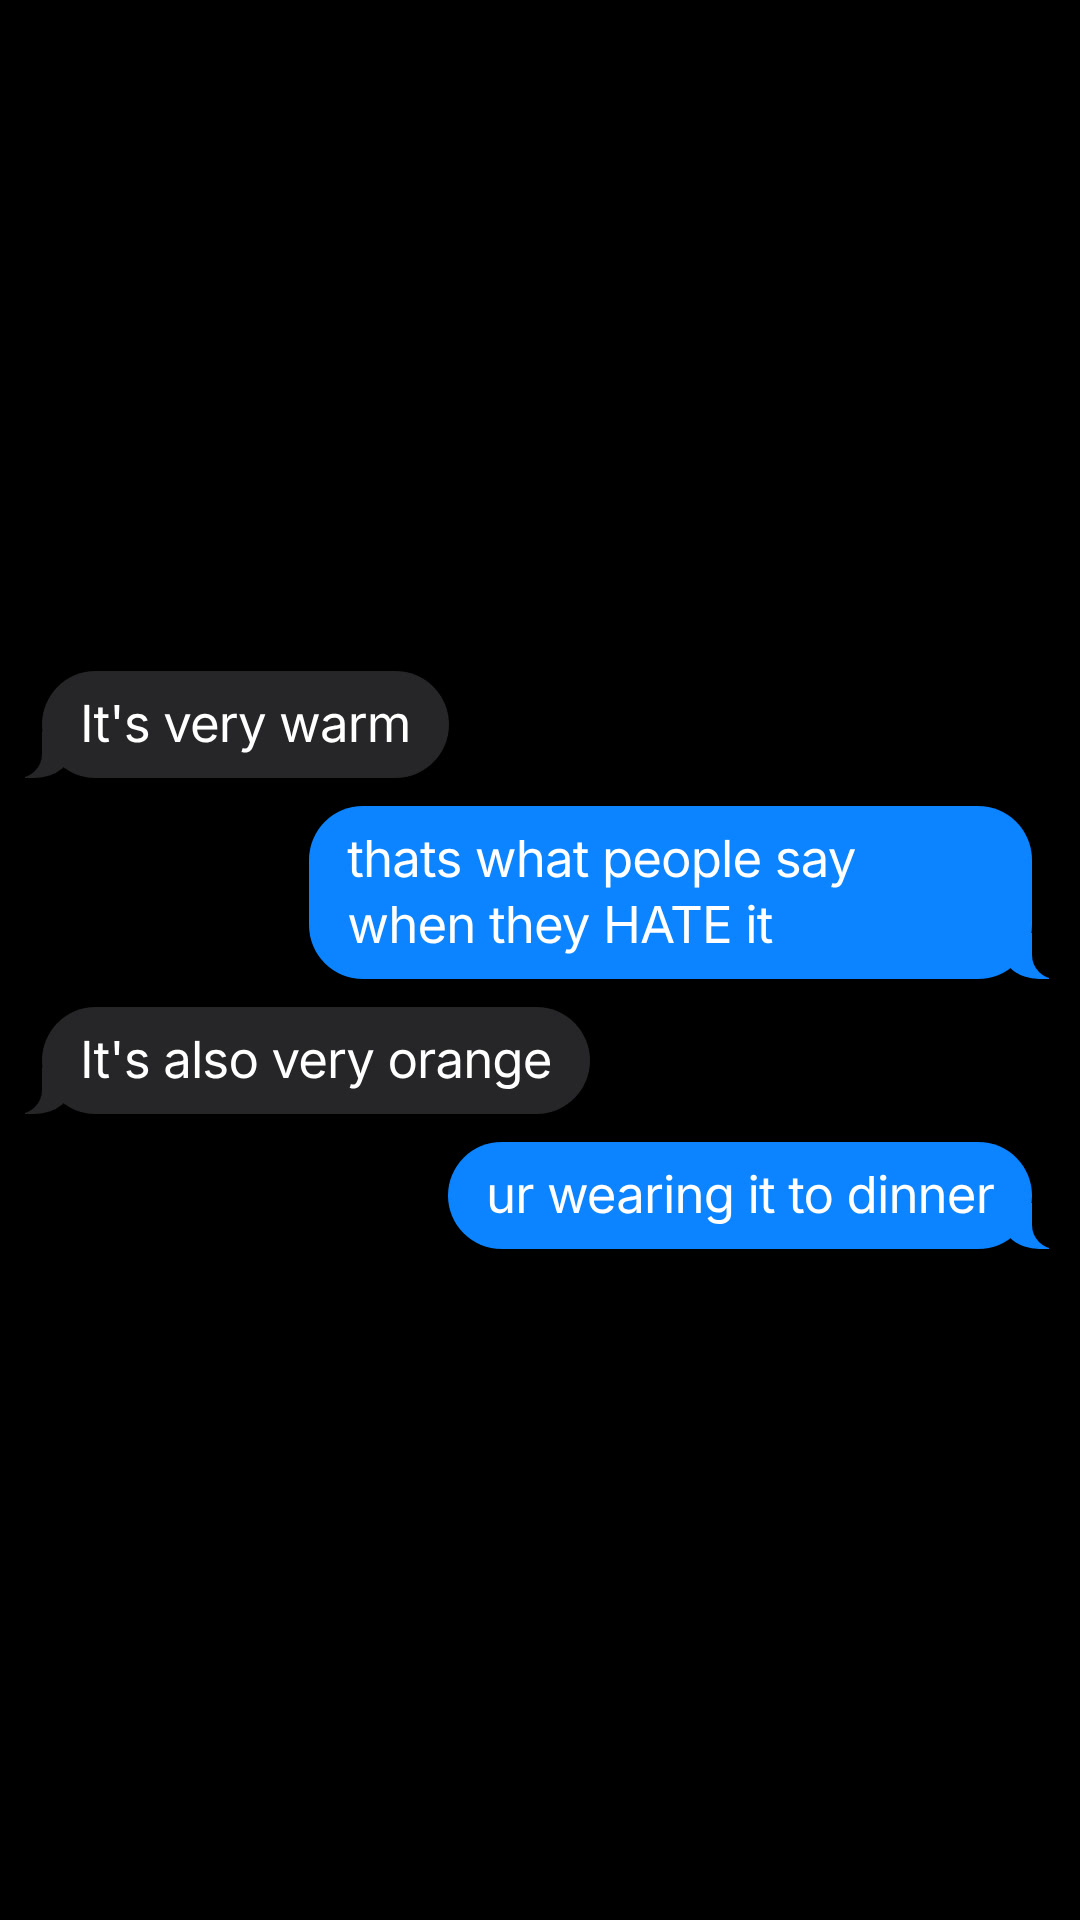 It's very warm
thats what people say
when they HATE it
It's also very orange
ur wearing it to dinner